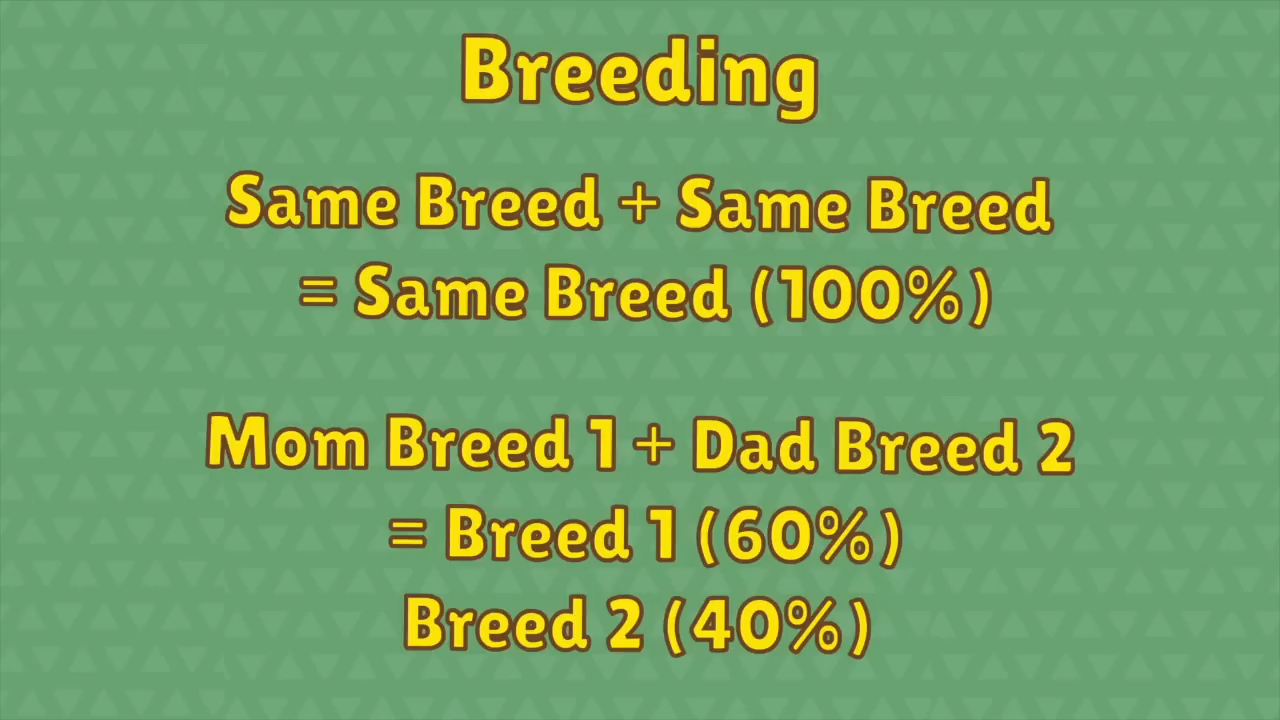 Breeding
Same Breed + Same Breed
= Same Breed (100%)
Mom Breed 1 + Dad Breed 2
= Breed 1 (60%)
Breed 2 (40%)